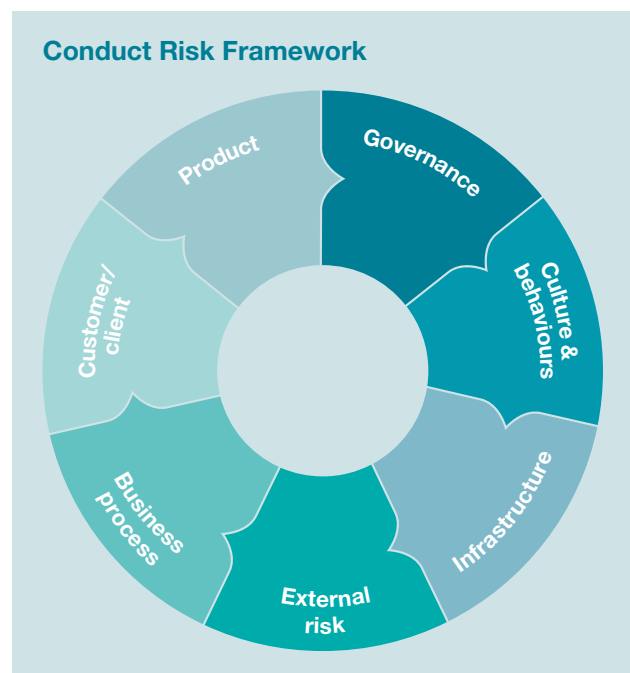 Conduct Risk Framework
Governance
Culture &
behaviours
Infrastructure
External
risk
Business
process
Customer/
client
Product